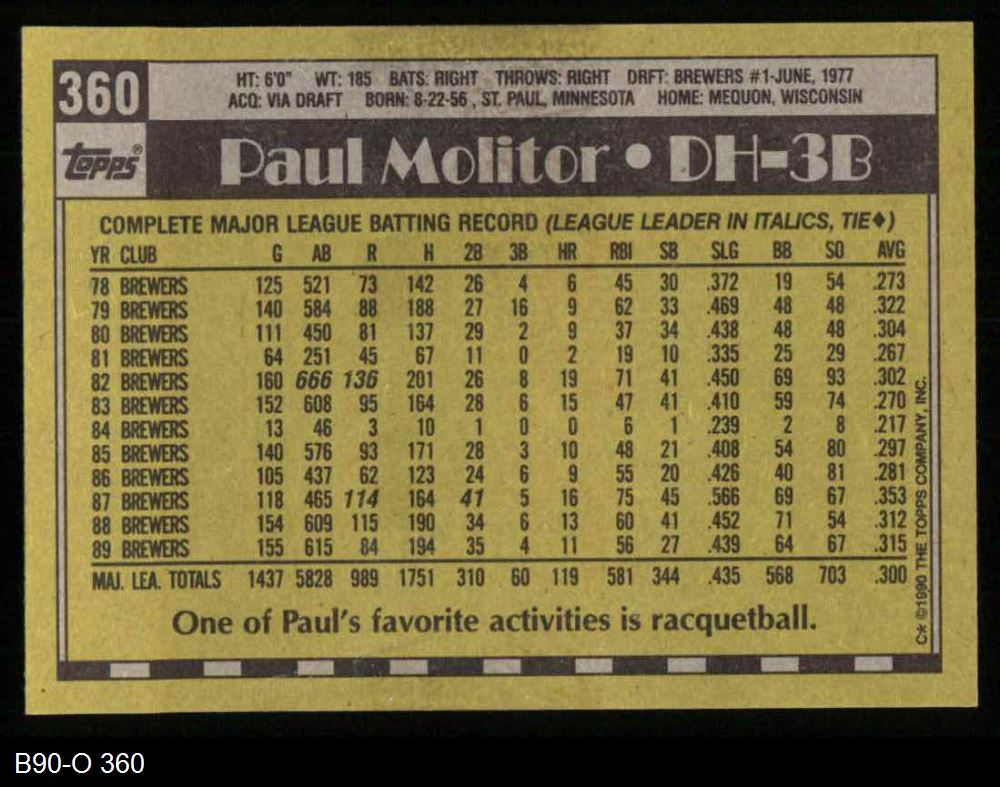 360
HT: 6'0" WT: 185 BATS: RIGHT THROWS: RIGHT DRFT: BREWERS #1-JUNE, 1977
ACQ: VIA DRAFT BORN: 8-22-56 , ST. PAUL, MINNESOTA HOME: MEQUON, WISCONSIN
topps®
Paul Molitor • DH-3B
COMPLETE MAJOR LEAGUE BATTING RECORD (LEAGUE LEADER IN ITALICS, TIE♦)
YR CLUB G AB R H 2B 3B HR RBI SB SLG BB SO AVG
78 BREWERS 125 521 73 142 26 4 6 45 30 .372 19 54 .273
79 BREWERS 140 584 88 188 27 16 9 62 33 .469 48 48 .322
80 BREWERS 111 450 81 137 29 2 9 37 34 .438 48 48 .304
81 BREWERS 64 251 45 67 11 0 2 19 10 .335 25 29 .267
82 BREWERS 160 666 136 201 26 8 19 71 41 .450 69 93 .302
83 BREWERS 152 608 95 164 28 6 15 47 41 .410 59 74 .270
84 BREWERS 13 46 3 10 1 0 0 6 1 .239 2 8 .217
85 BREWERS 140 576 93 171 28 3 10 48 21 .408 54 80 .297
86 BREWERS 105 437 62 123 24 6 9 55 20 .426 40 81 .281
87 BREWERS 118 465 114 164 41 5 16 75 45 .566 69 67 .353
88 BREWERS 154 609 115 190 34 6 13 60 41 .452 71 54 .312
89 BREWERS 155 615 84 194 35 4 11 56 27 .439 64 67 .315
MAJ. LEA. TOTALS 1437 5828 989 1751 310 60 119 581 344 .435 568 703 .300
One of Paul's favorite activities is racquetball.
C* ©1990 THE TOPPS COMPANY, INC.
B90-O 360